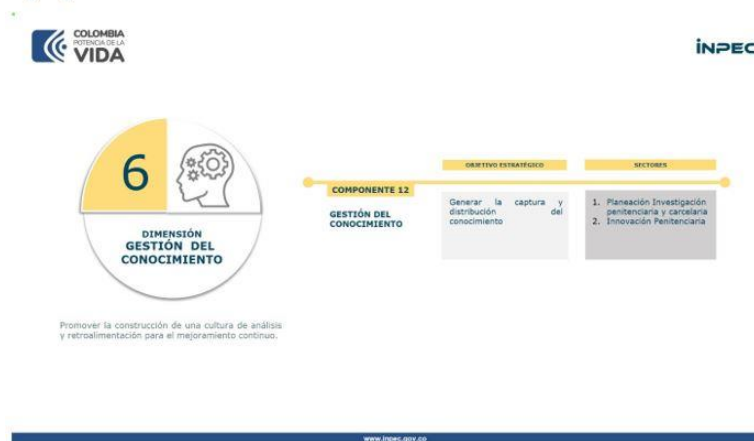 COLOMBIA
POTENCIA DE LA
VIDA
INPEC
6
DIMENSIÓN
GESTIÓN DEL
CONOCIMIENTO
Promover la construcción de una cultura de análisis
y retroalimentación para el mejoramiento continuo.
COMPONENTE 12
GESTIÓN DEL
CONOCIMIENTO
OBJETIVO ESTRATÉGICO
Generar la captura y
distribución del
conocimiento
SECTORES
1. Planeación Investigación
penitenciaria y carcelaria
2. Innovación Penitenciaria
www.inpec.gov.co